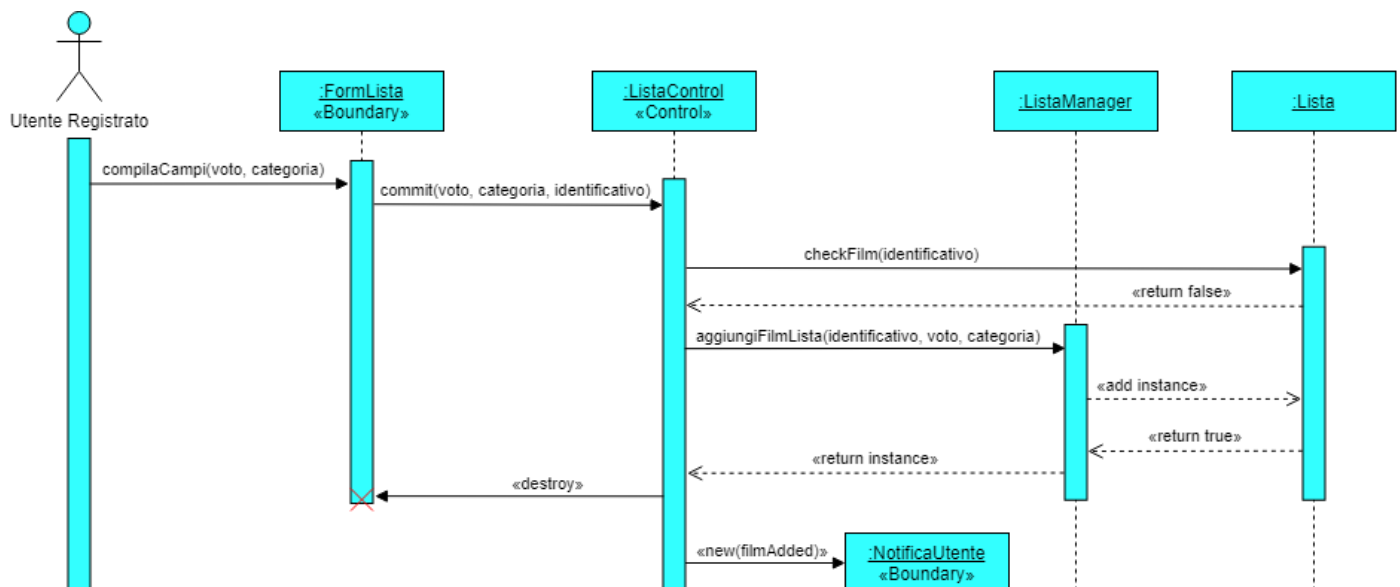 :FormLista
«Boundary»
:ListaControl
«Control»
:ListaManager
:Lista
Utente Registrato
compilaCampi(voto, categoria)
commit(voto, categoria, identificativo)
checkFilm(identificativo)
«return false»
aggiungiFilmLista(identificativo, voto, categoria)
«add instance»
«return true»
«return instance»
«destroy»
«new(filmAdded)»
:NotificaUtente
«Boundary»